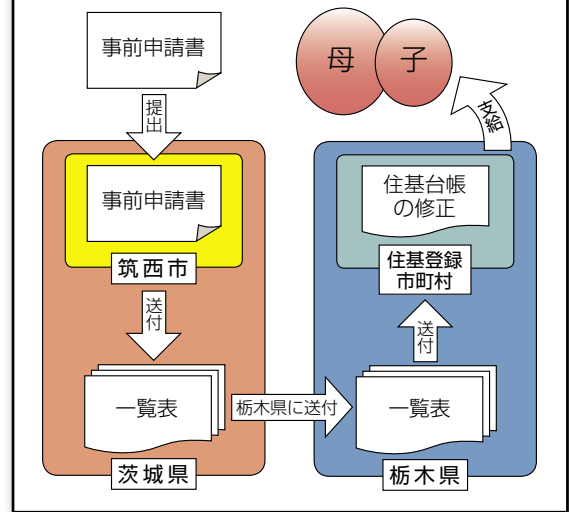 事前申請書
提出
事前申請書
筑西市
送付
一覧表
茨城県
栃木県に送付
一覧表
栃木県
送付
住基台帳
の修正
住基登録
市町村
支給
母
子